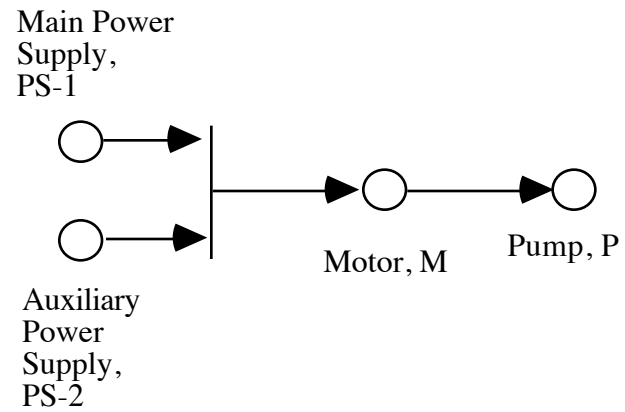 Main Power
Supply,
PS-1
Motor, M
Pump, P
Auxiliary
Power
Supply,
PS-2